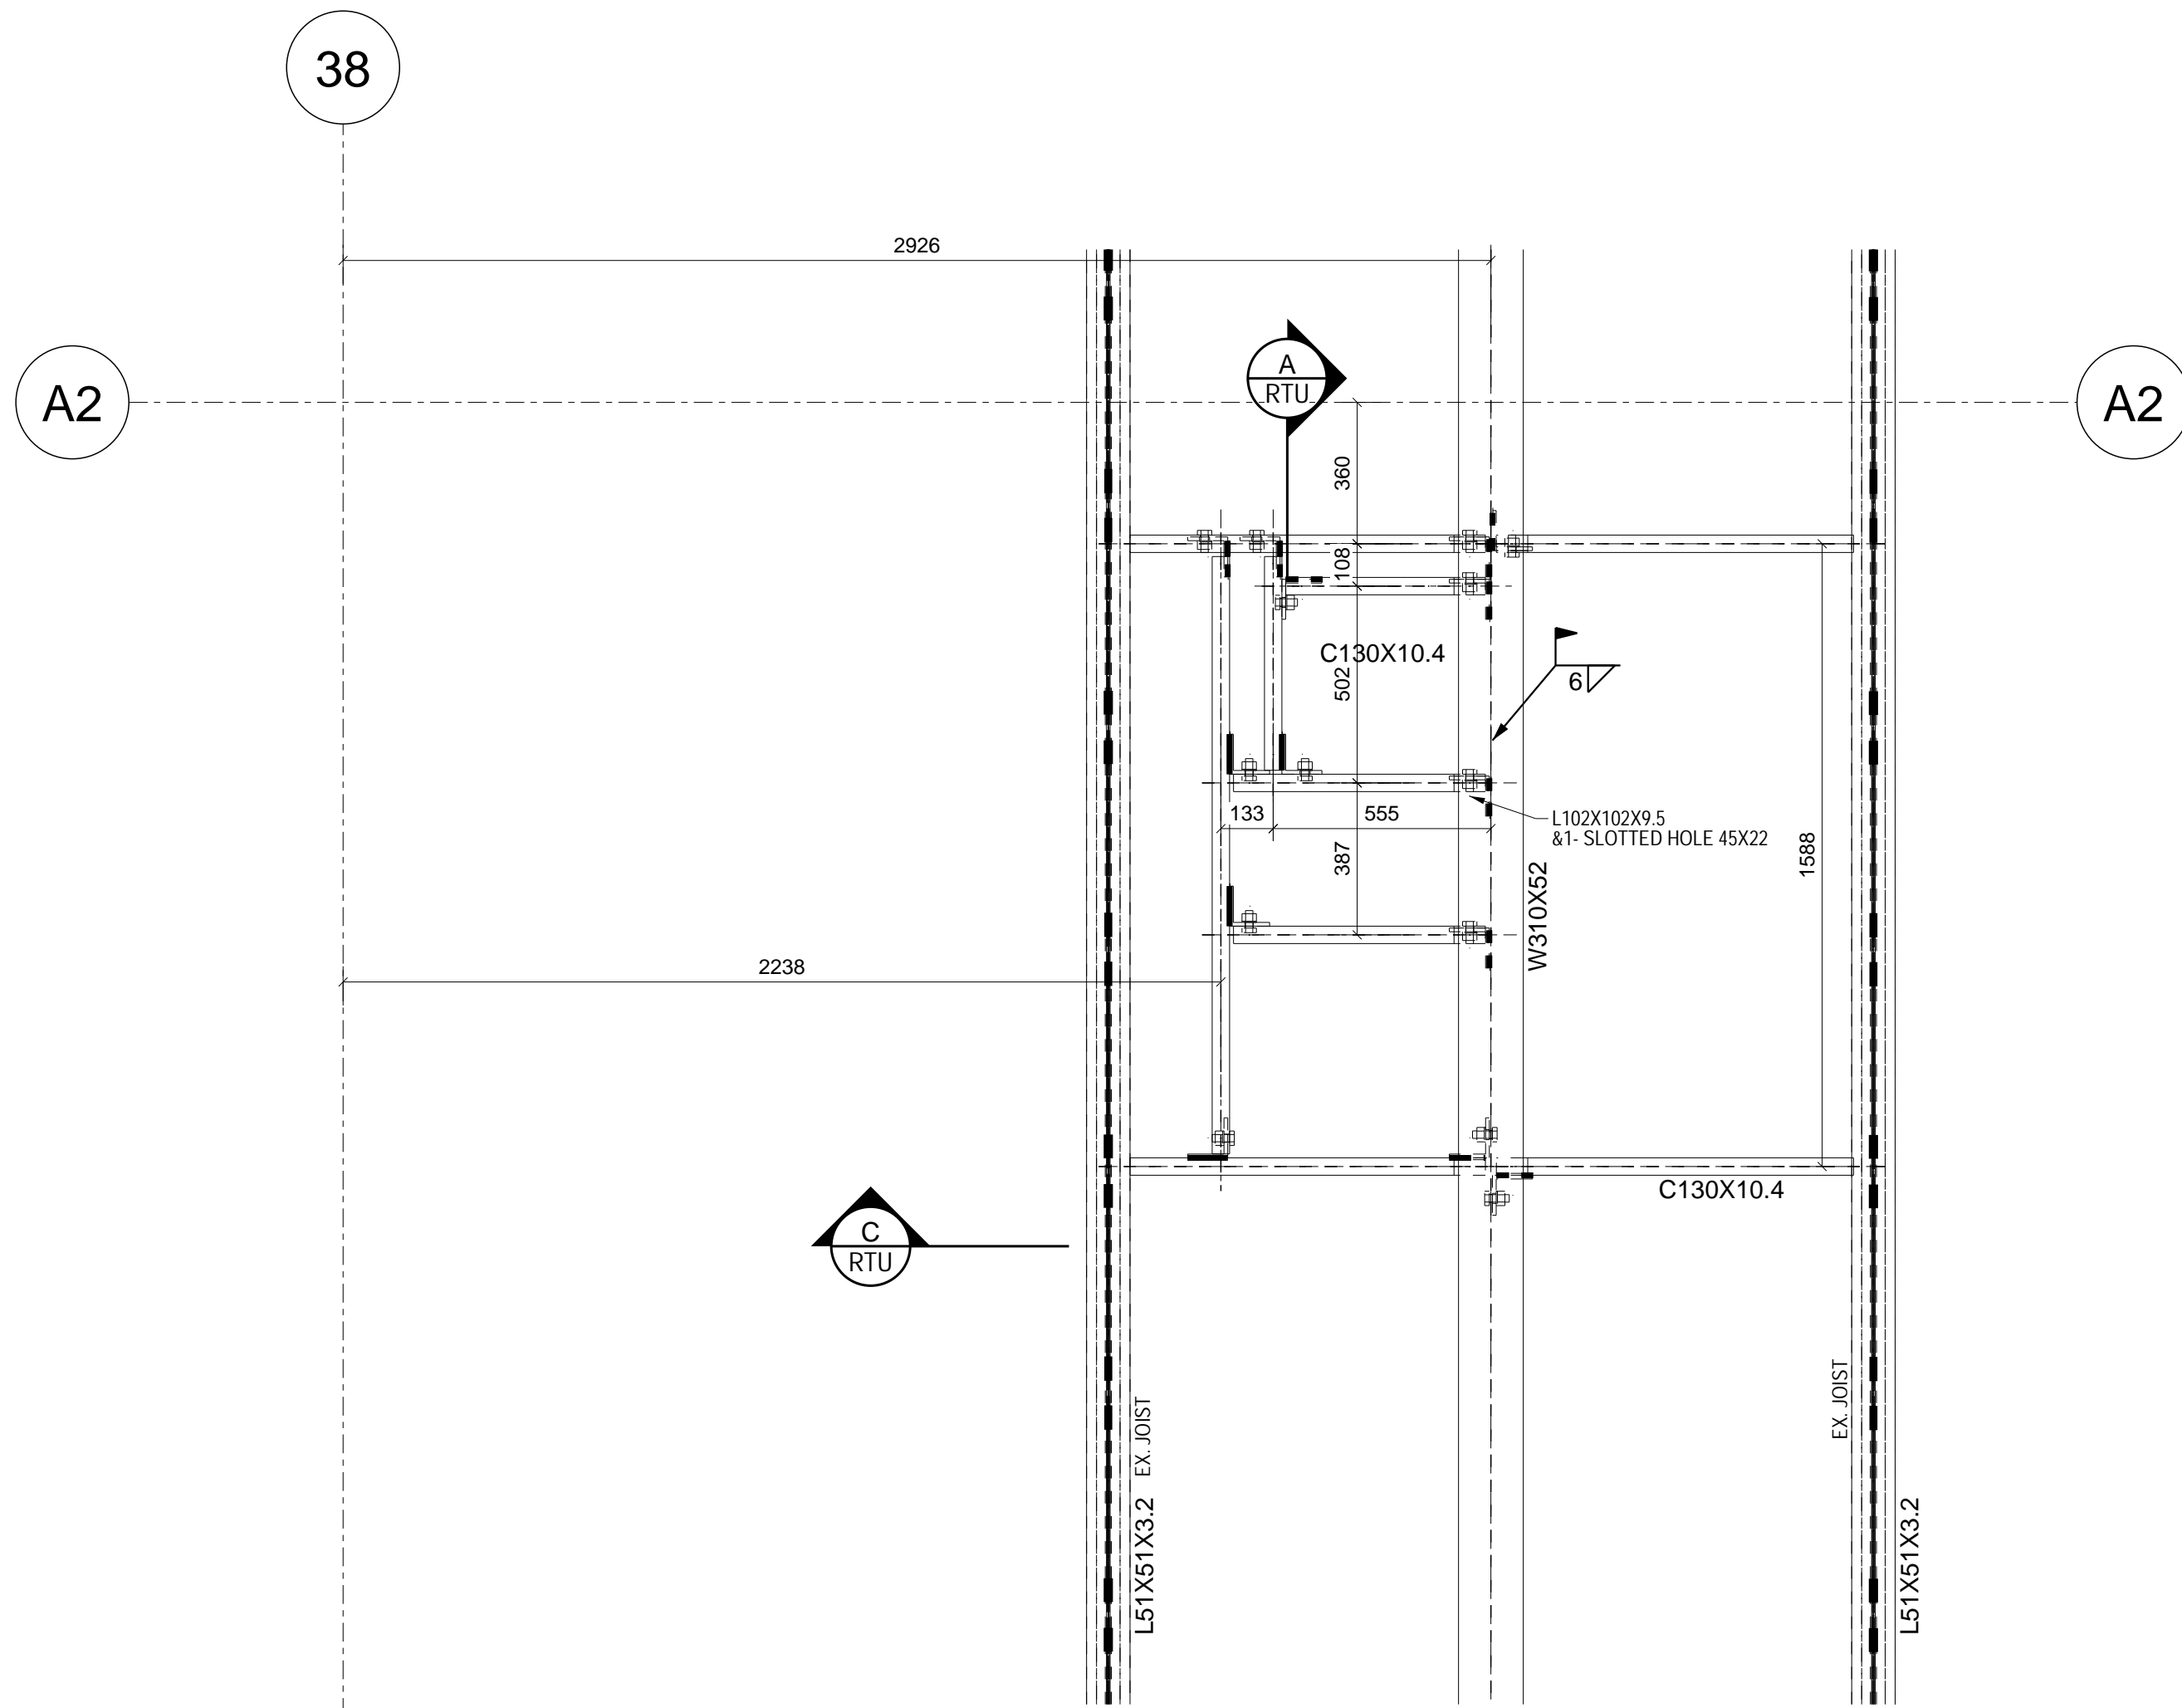 38
2926
A
RTU
A2
A2
360
108
C130X10.4
502
6
133
555
L102X102X9.5
&1- SLOTTED HOLE 45X22
387
1588
W310X52
2238
C130X10.4
C
RTU
EX. JOIST
EX. JOIST
L51X51X3.2
L51X51X3.2